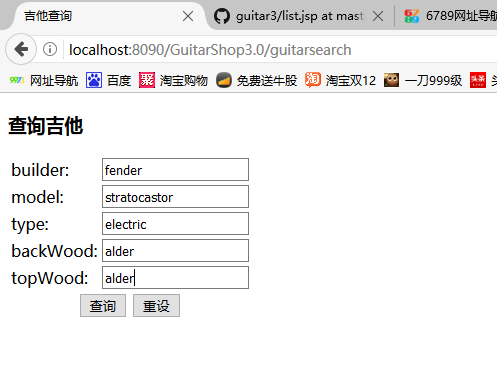 吉他查询
guitar3/list.jsp at mast
6789网址导航
localhost:8090/GuitarShop3.0/guitarsearch
网址导航 百度 淘宝购物 免费送牛股 淘宝双12 一刀999级 头条
查询吉他
builder: fender
model: stratocastor
type: electric
backWood: alder
topWood: alder
查询 重设